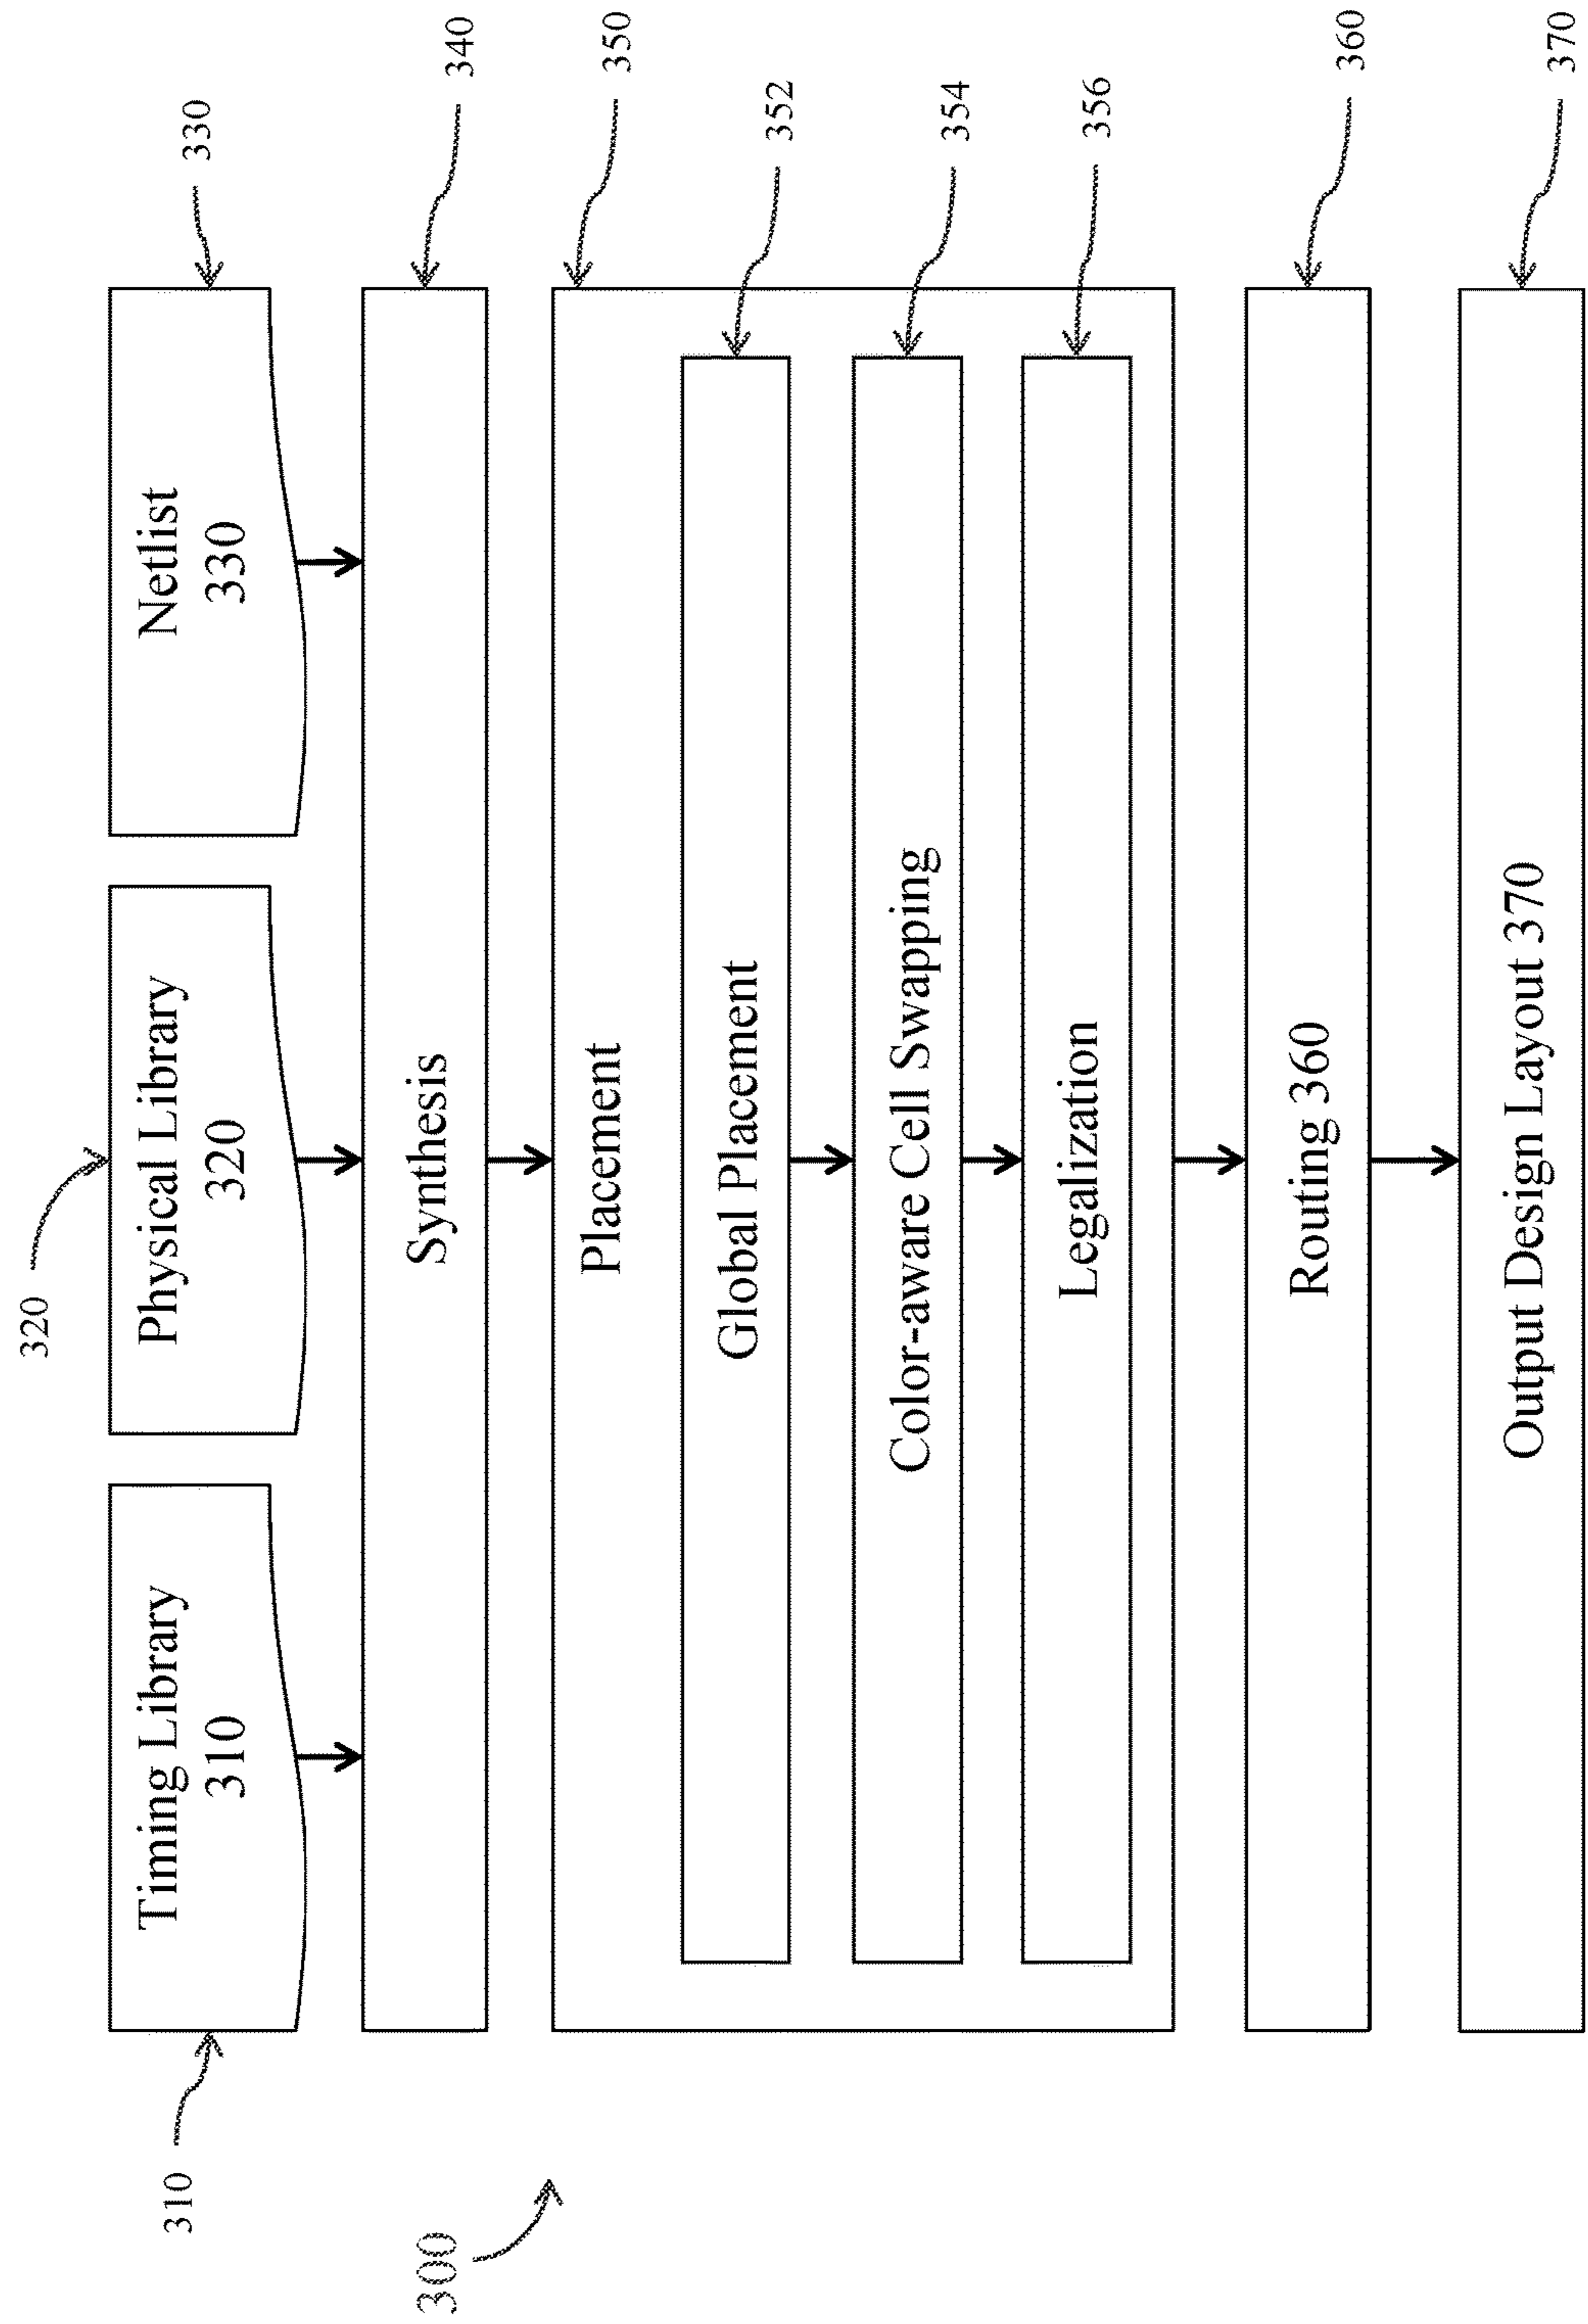 320
Timing Library
310
Physical Library
320
Netlist
330
310
330
300
Synthesis
340
Placement
350
Global Placement
352
Color-aware Cell Swapping
354
Legalization
356
Routing 360
360
Output Design Layout 370
370